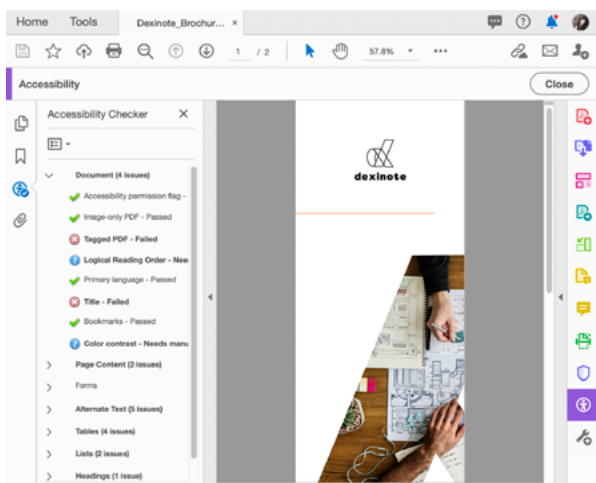 Home Tools Dexinote_Brochur... ×
1 / 2 57.8%
Accessibility Close
Accessibility Checker
Document (4 issues)
Accessibility permission flag -
Image-only PDF - Passed
Tagged PDF - Failed
Logical Reading Order - Nee
Primary language - Passed
Title - Failed
Bookmarks - Passed
Color contrast - Needs manu
Page Content (2 issues)
Forms
Alternate Text (5 issues)
Tables (4 issues)
Lists (2 issues)
Headings (1 issue)
dexinote